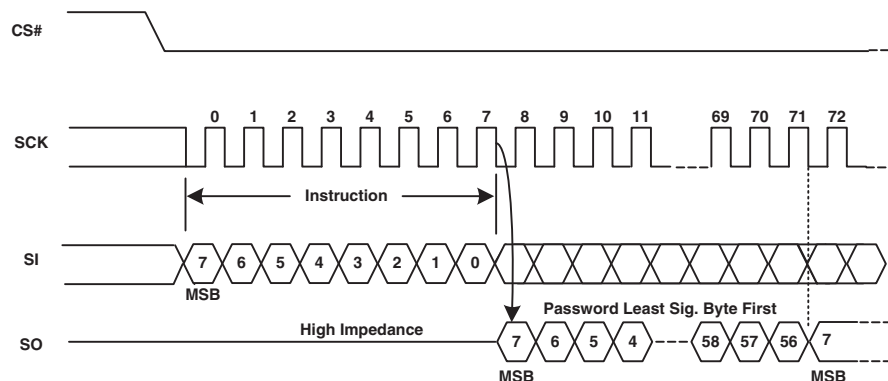 CS#
0 1 2 3 4 5 6 7 8 9 10 11 69 70 71 72
SCK
Instruction
SI 7 6 5 4 3 2 1 0
MSB
Password Least Sig. Byte First
High Impedance
SO 7 6 5 4 58 57 56 7
MSB MSB